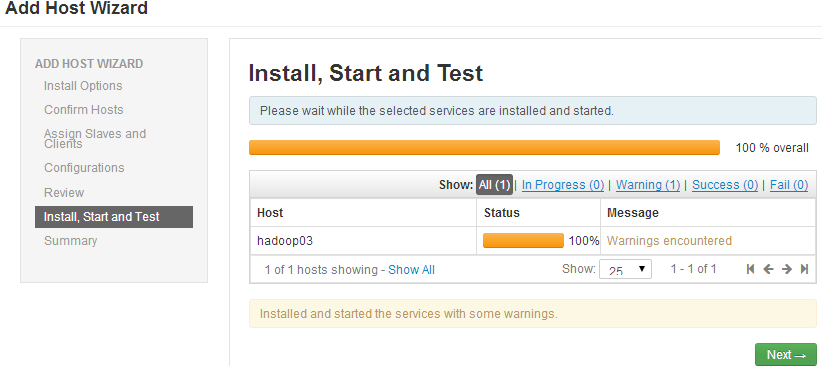 Add Host Wizard
ADD HOST WIZARD
Install Options
Confirm Hosts
Assign Slaves and
Clients
Configurations
Review
Install, Start and Test
Summary
Install, Start and Test
Please wait while the selected services are installed and started.
100 % overall
Show: All (1) | In Progress (0) | Warning (1) | Success (0) | Fail (0)
Host Status Message
hadoop03 100% Warnings encountered
1 of 1 hosts showing - Show All Show: 25 1 - 1 of 1
Installed and started the services with some warnings.
Next →